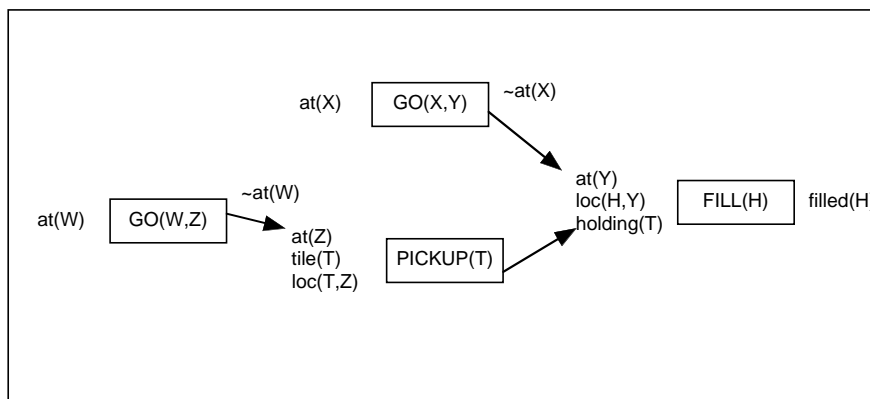 at(X)
GO(X,Y)
~at(X)
at(W)
GO(W,Z)
~at(W)
at(Z)
tile(T)
loc(T,Z)
PICKUP(T)
at(Y)
loc(H,Y)
holding(T)
FILL(H)
filled(H)